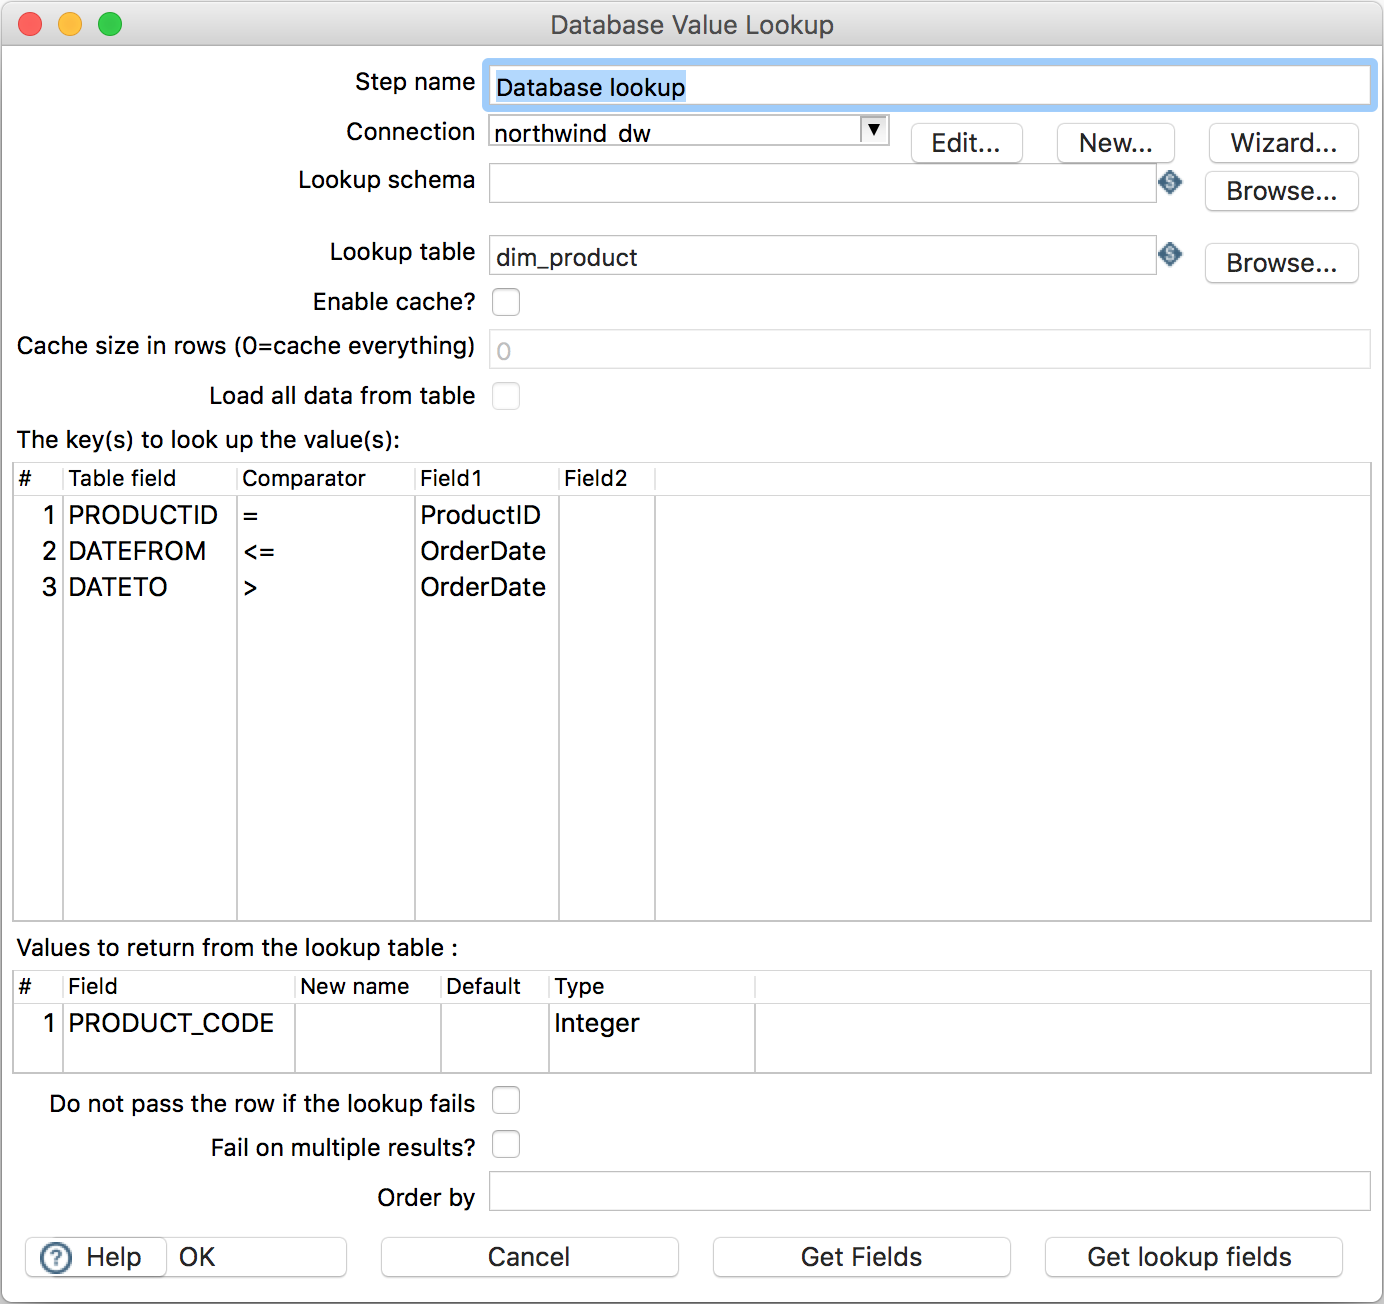 Database Value Lookup
Step name Database lookup
Connection northwind_dw Edit... New... Wizard...
Lookup schema Browse...
Lookup table dim_product Browse...
Enable cache?
Cache size in rows (0=cache everything) 0
Load all data from table
The key(s) to look up the value(s):
# Table field Comparator Field1 Field2
1 PRODUCTID = ProductID
2 DATEFROM <= OrderDate
3 DATETO > OrderDate
Values to return from the lookup table :
# Field New name Default Type
1 PRODUCT_CODE Integer
Do not pass the row if the lookup fails
Fail on multiple results?
Order by
? Help OK Cancel Get Fields Get lookup fields